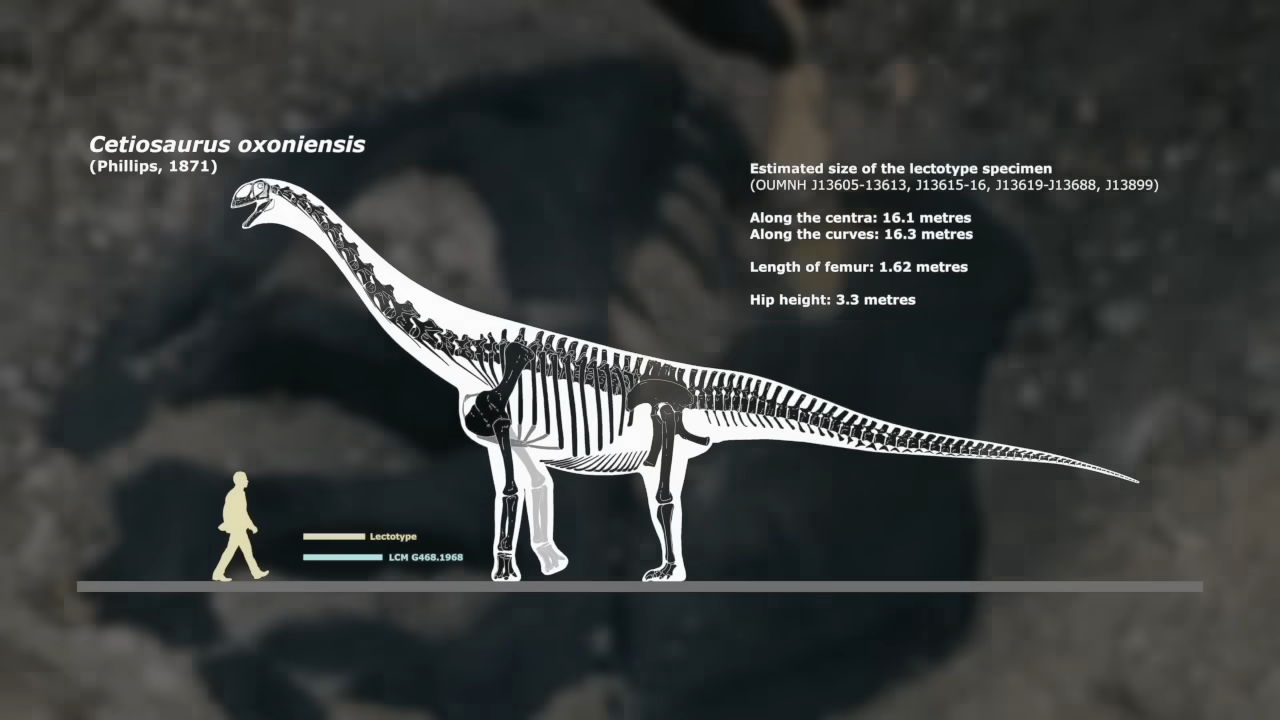 Cetiosaurus oxoniensis
(Phillips, 1871)
Estimated size of the lectotype specimen
(OUMNH J13605-13613, J13615-16, J13619-J13688, J13899)
Along the centra: 16.1 metres
Along the curves: 16.3 metres
Length of femur: 1.62 metres
Hip height: 3.3 metres
Lectotype
LCM G468.1968